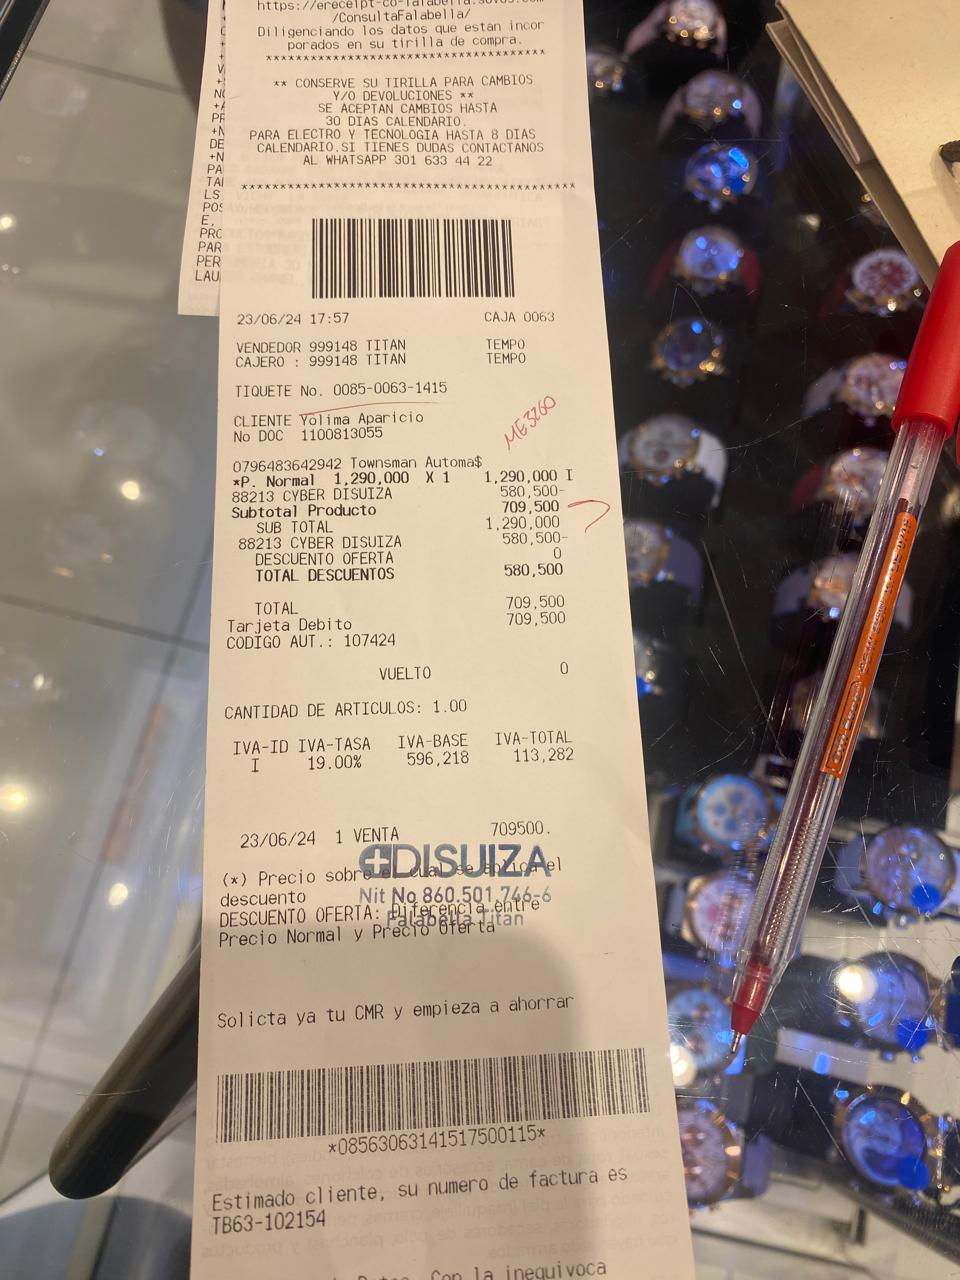 /ConsultaFalabella/
Diligenciando los datos que estan incor
porados en su tirilla de compra.
****************************************
** CONSERVE SU TIRILLA PARA CAMBIOS
Y/O DEVOLUCIONES **
SE ACEPTAN CAMBIOS HASTA
30 DIAS CALENDARIO.
PARA ELECTRO Y TECNOLOGIA HASTA 8 DIAS
CALENDARIO.SI TIENES DUDAS CONTACTANOS
AL WHATSAPP 301 633 44 22
****************************************
23/06/24 17:57 CAJA 0063
VENDEDOR 999148 TITAN TEMPO
CAJERO : 999148 TITAN TEMPO
TIQUETE No. 0085-0063-1415
CLIENTE Yolima Aparicio
No DOC 1100813055
ME3260
0796483642942 Townsman Automa$
*P. Normal 1,290,000 X 1 1,290,000 I
88213 CYBER DISUIZA 580,500-
Subtotal Producto 709,500
SUB TOTAL 1,290,000
88213 CYBER DISUIZA 580,500-
DESCUENTO OFERTA 0
TOTAL DESCUENTOS 580,500
TOTAL 709,500
Tarjeta Debito 709,500
CODIGO AUT.: 107424
VUELTO 0
CANTIDAD DE ARTICULOS: 1.00
IVA-ID IVA-TASA IVA-BASE IVA-TOTAL
I 19.00% 596,218 113,282
23/06/24 1 VENTA 709500.
DISUIZA
(*) Precio sobre el cual se aplica el
descuento
Nit No 860.501.746-6
DESCUENTO OFERTA: Diferencia entre
Falabella Titan
Precio Normal y Precio Oferta
Solicta ya tu CMR y empieza a ahorrar
*08563063141517500115*
Estimado cliente, su numero de factura es
TB63-102154
Con la inequivoca